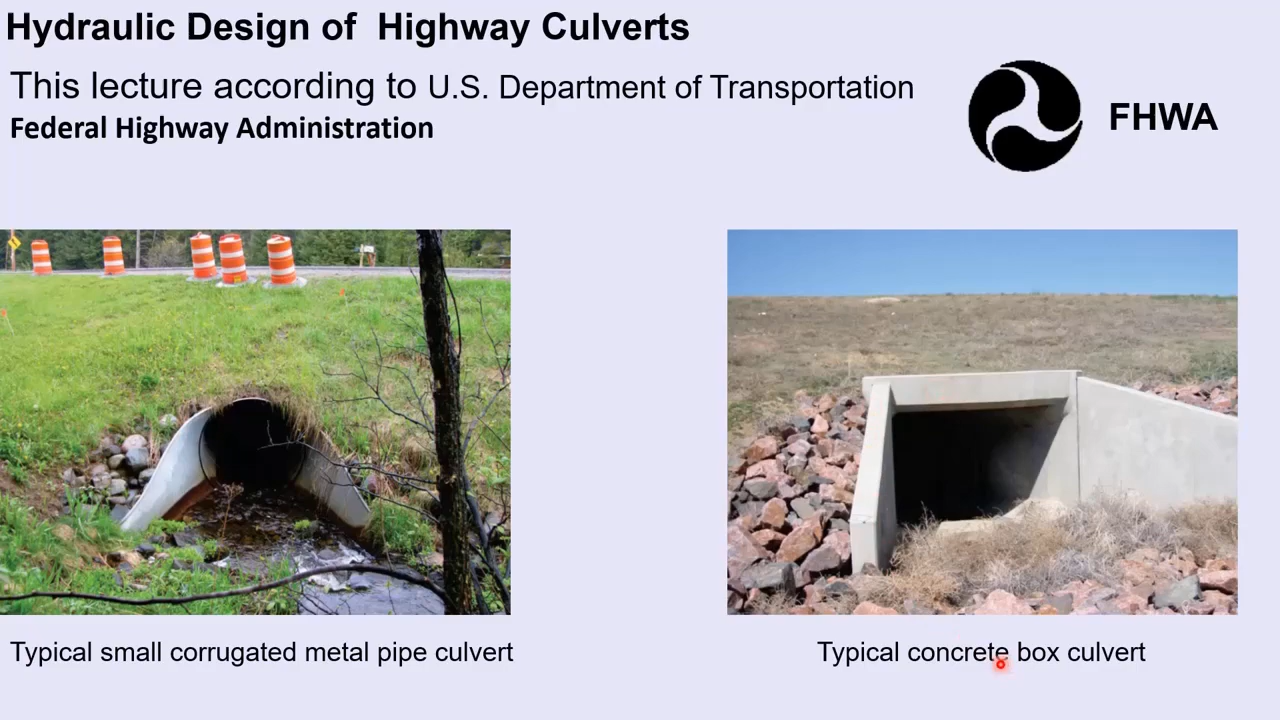 Hydraulic Design of  Highway Culverts
This lecture according to U.S. Department of Transportation
Federal Highway Administration
FHWA
Typical small corrugated metal pipe culvert
Typical concrete box culvert